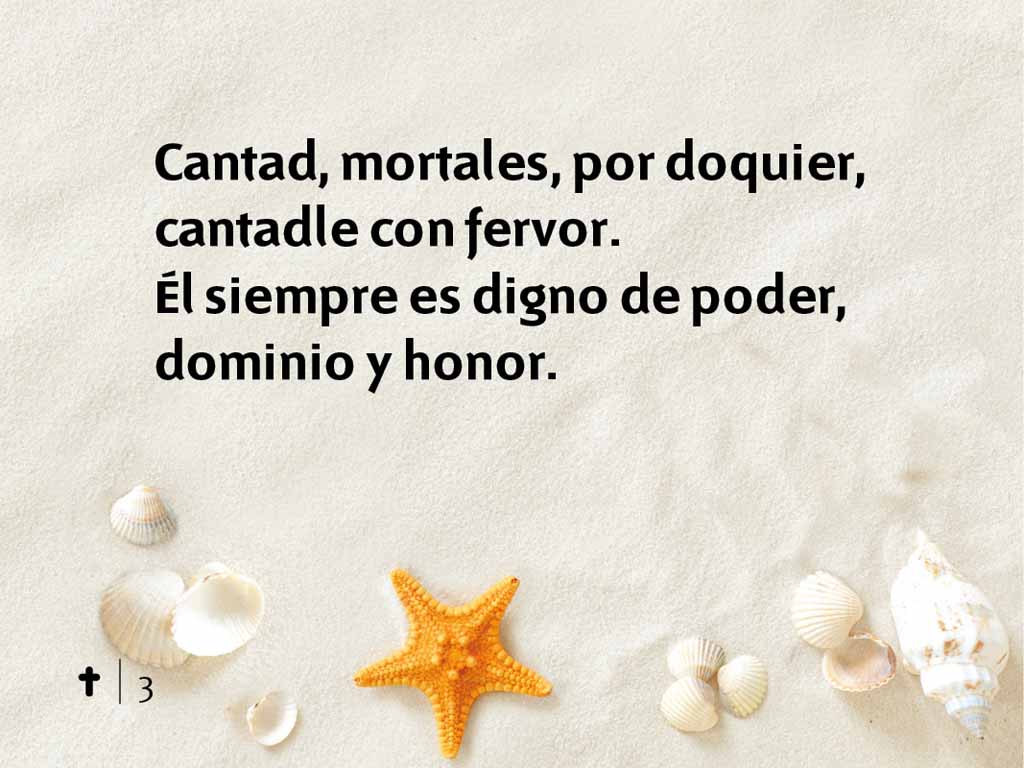 Cantad, mortales, por doquier,
cantadle con fervor.
Él siempre es digno de poder,
dominio y honor.
3